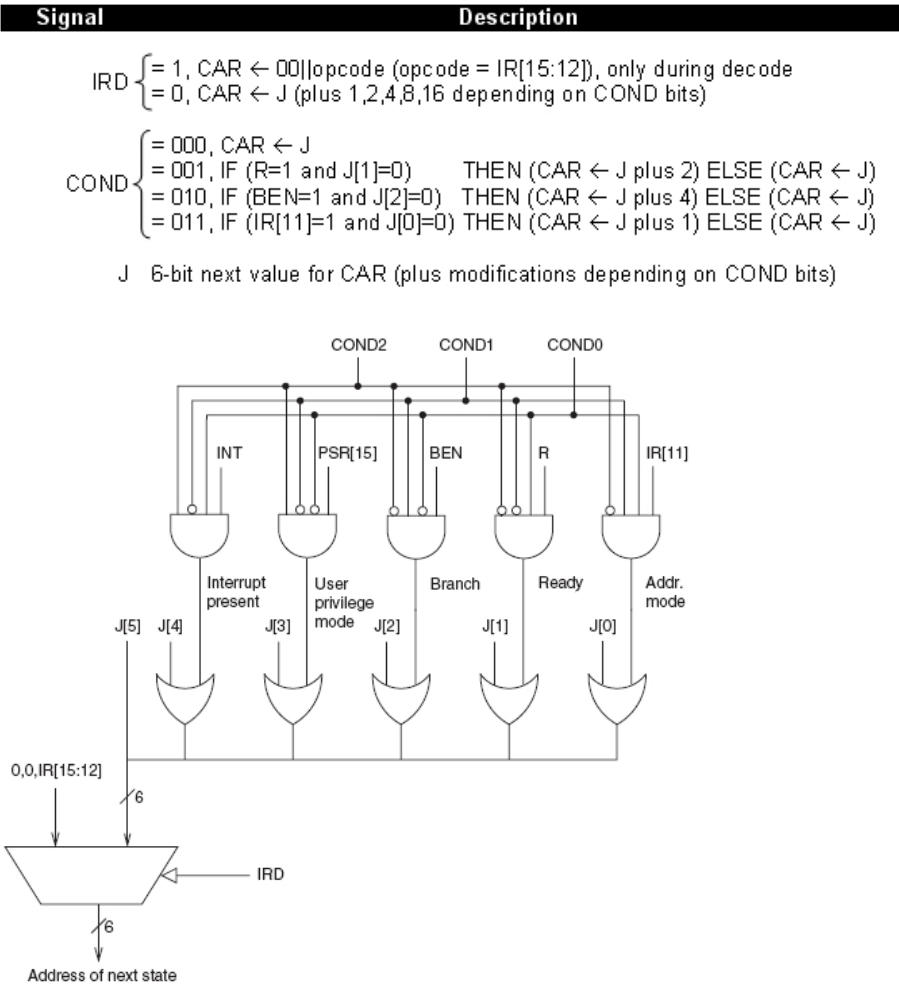 Signal Description
IRD = 1, CAR ← 00||opcode (opcode = IR[15:12]), only during decode
= 0, CAR ← J (plus 1,2,4,8,16 depending on COND bits)
= 000, CAR ← J
COND = 001, IF (R=1 and J[1]=0) THEN (CAR ← J plus 2) ELSE (CAR ← J)
= 010, IF (BEN=1 and J[2]=0) THEN (CAR ← J plus 4) ELSE (CAR ← J)
= 011, IF (IR[11]=1 and J[0]=0) THEN (CAR ← J plus 1) ELSE (CAR ← J)
J 6-bit next value for CAR (plus modifications depending on COND bits)
COND2 COND1 COND0
INT PSR[15] BEN R IR[11]
Interrupt User Branch Ready Addr.
present privilege mode
mode
J[5] J[4] J[3] J[2] J[1] J[0]
0,0,IR[15:12]
6
IRD
6
Address of next state